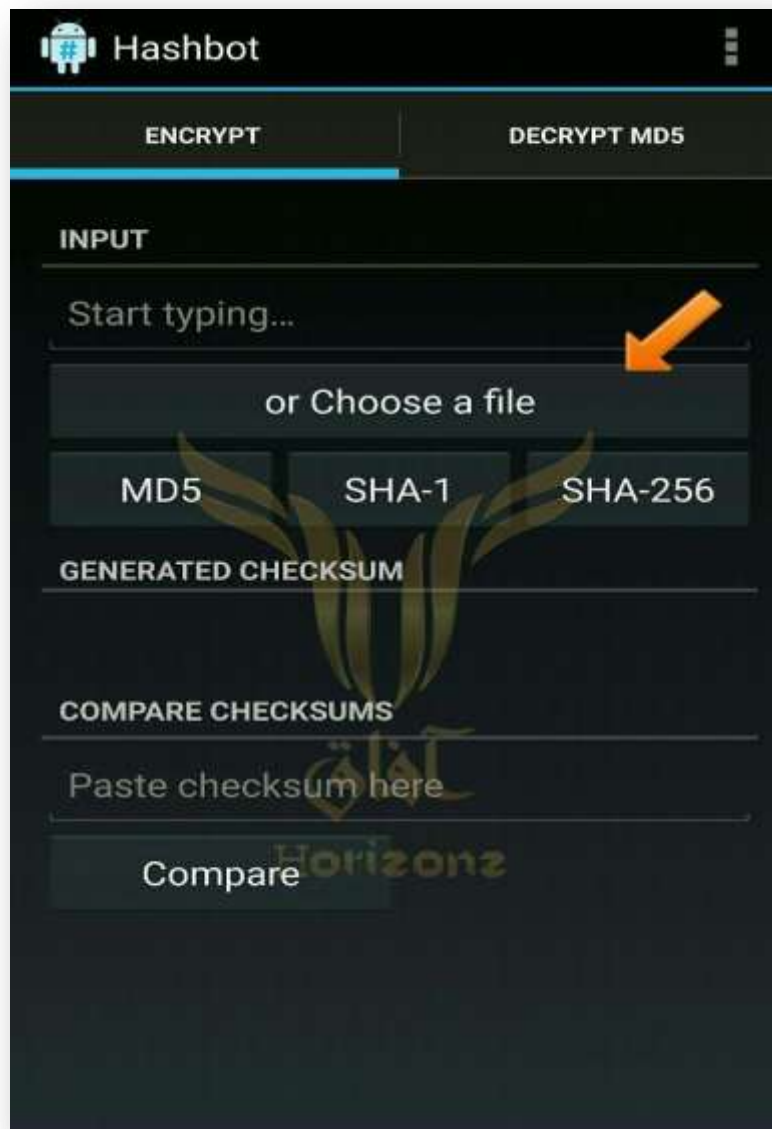 Hashbot
ENCRYPT DECRYPT MD5
INPUT
Start typing...
or Choose a file
MD5 SHA-1 SHA-256
GENERATED CHECKSUM
COMPARE CHECKSUMS
آفاق
Paste checksum here
Horizons
Compare